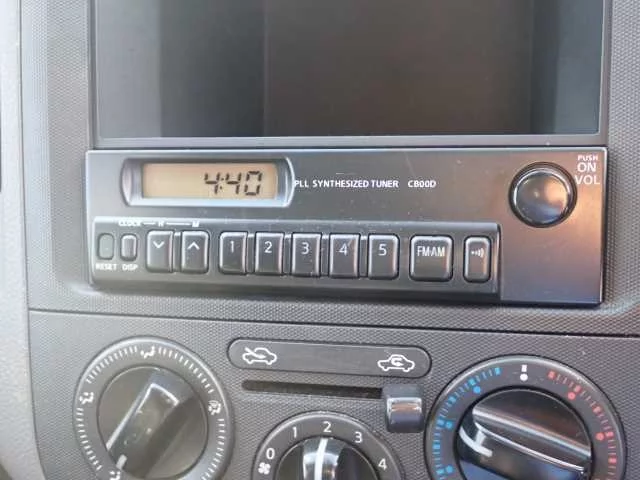 4:40
PLL SYNTHESIZED TUNER CB00D
PUSH
ON
VOL
CLOCK H M
RESET DISP
1 2 3 4 5 FM·AM
0 1 2 3 4